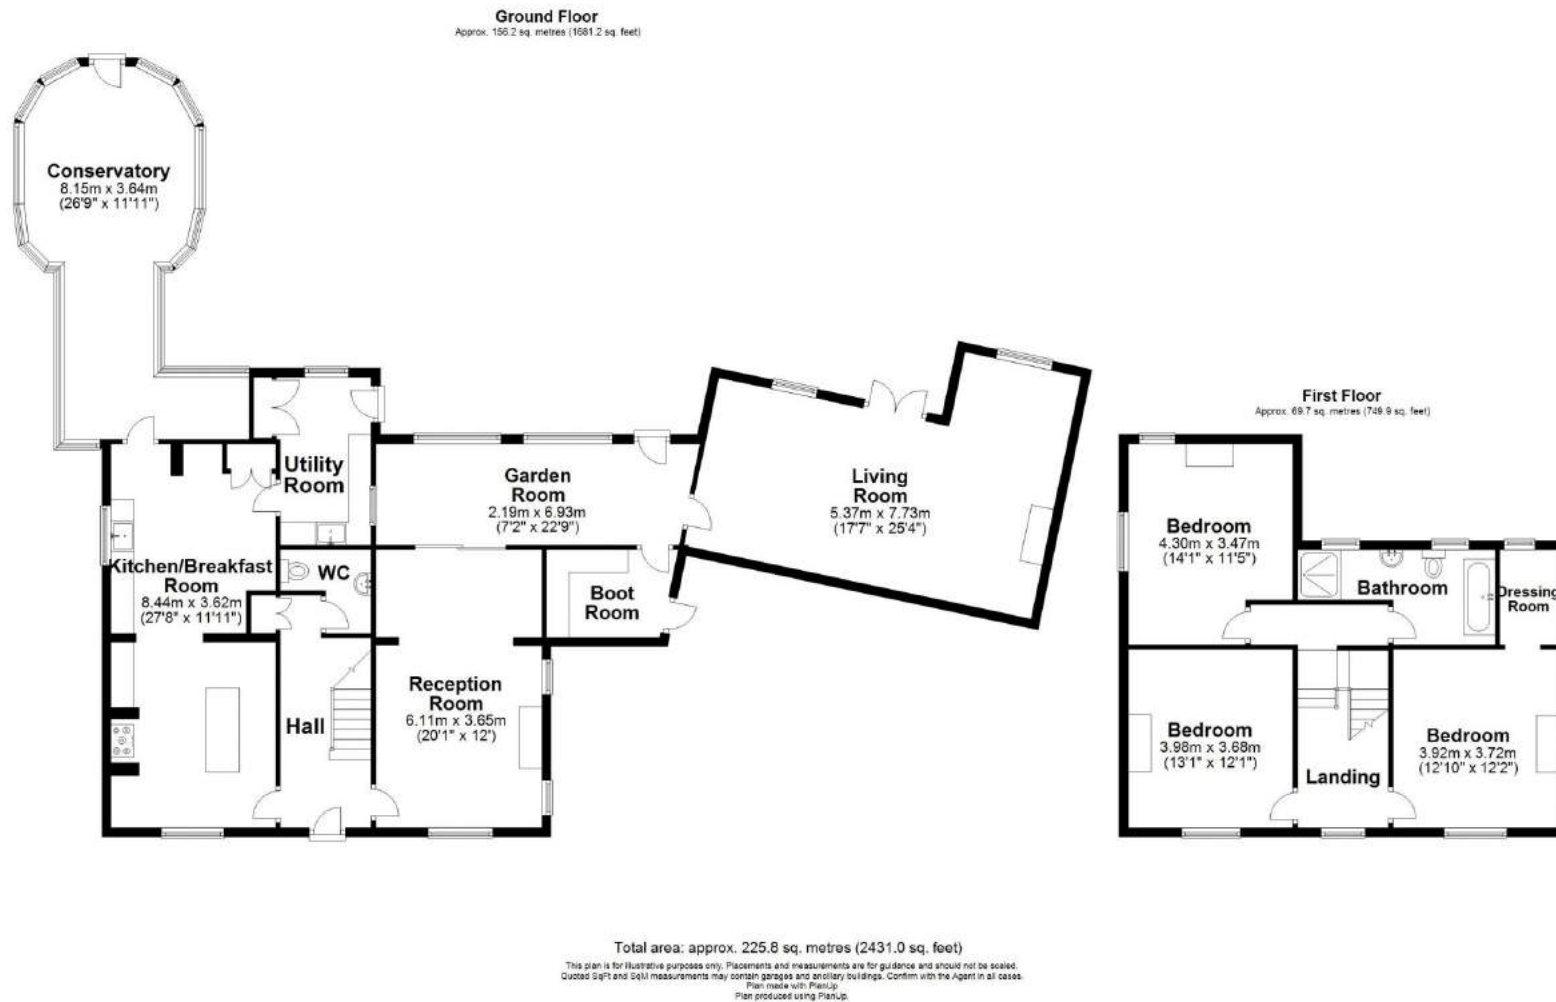 Ground Floor
Approx. 156.2 sq. metres (1681.2 sq. feet)
Conservatory
8.15m x 3.64m
(26'9" x 11'11")
Utility
Room
Garden
Room
2.19m x 6.93m
(7'2" x 22'9")
Living
Room
5.37m x 7.73m
(17'7" x 25'4")
Kitchen/Breakfast
Room
8.44m x 3.62m
(27'8" x 11'11")
WC
Boot
Room
Hall
Reception
Room
6.11m x 3.65m
(20'1" x 12')
First Floor
Approx. 69.7 sq. metres (749.9 sq. feet)
Bedroom
4.30m x 3.47m
(14'1" x 11'5")
Bathroom
Dressing
Room
Bedroom
3.98m x 3.68m
(13'1" x 12'1")
Landing
Bedroom
3.92m x 3.72m
(12'10" x 12'2")
Total area: approx. 225.8 sq. metres (2431.0 sq. feet)
This plan is for illustrative purposes only. Placements and measurements are for guidance and should not be scaled.
Quoted SqFt and SqM measurements may contain garages and ancillary buildings. Confirm with the Agent in all cases.
Plan made with PlanUp
Plan produced using PlanUp.